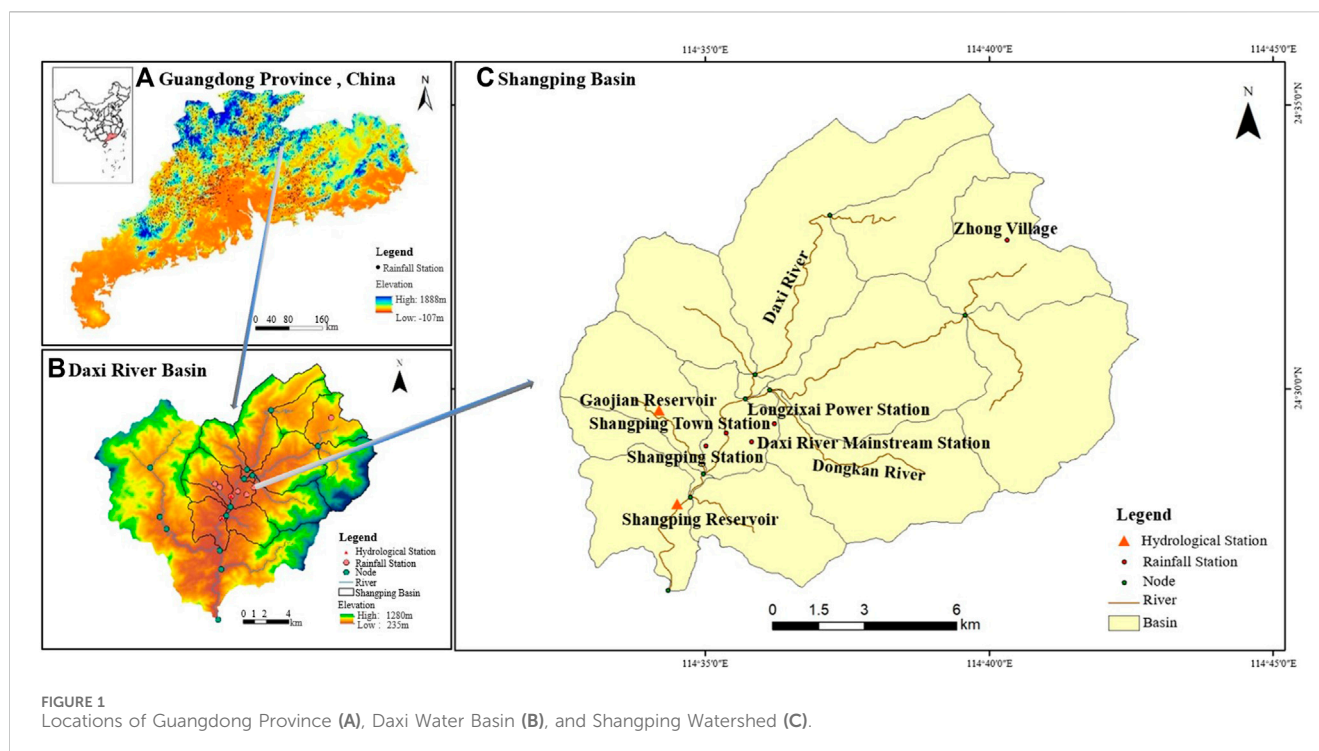 114°35'0"E
114°40'0"E
114°45'0"E
A Guangdong Province , China
N
Legend
Rainfall Station
Elevation
High: 1888m
Low: -107m
0 40 80 160
km
B Daxi River Basin
N
Legend
Hydrological Station
Rainfall Station
Node
River
Shangping Basin
Elevation
High: 1280m
Low : 235m
0 1 2 4
km
C Shangping Basin
N
24°35'0"N
24°30'0"N
Zhong Village
Daxi River
Gaojian Reservoir
Longzixai Power Station
Shangping Town Station
Daxi River Mainstream Station
Shangping Station
Dongkan River
Shangping Reservoir
Legend
Hydrological Station
Rainfall Station
Node
River
Basin
0 1.5 3 6
km
114°35'0"E
114°40'0"E
114°45'0"E
FIGURE 1
Locations of Guangdong Province (A), Daxi Water Basin (B), and Shangping Watershed (C).